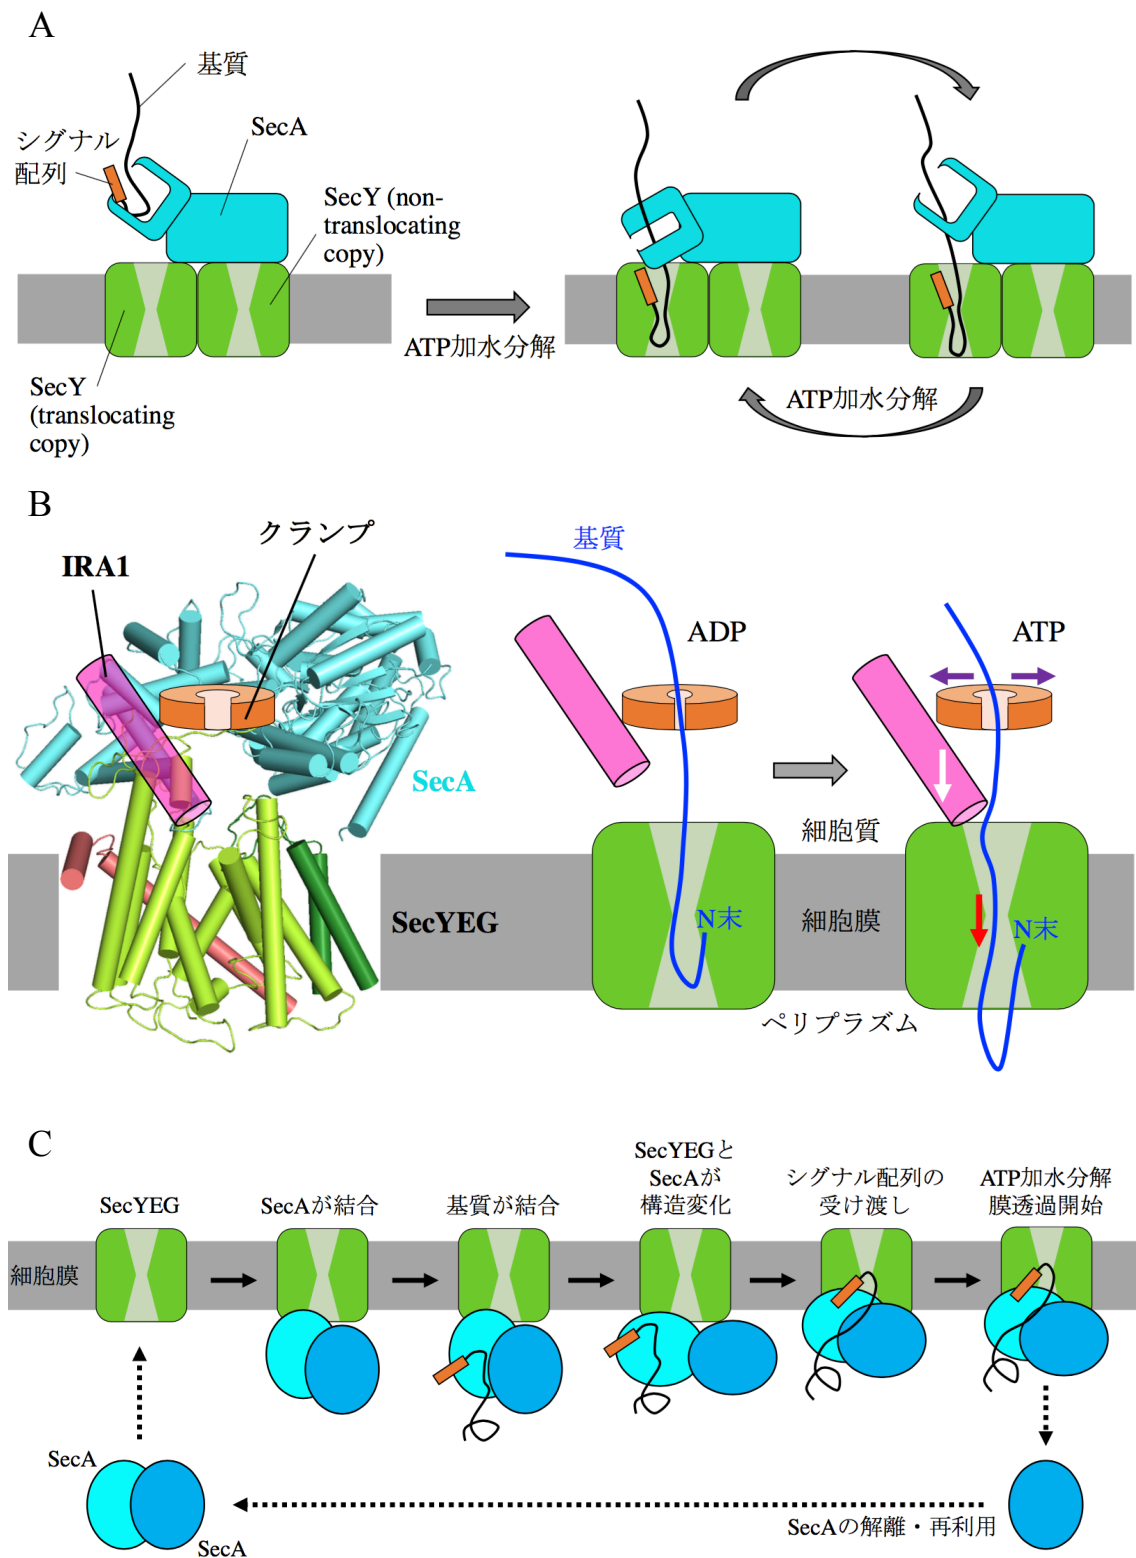 A
基質
シグナル
配列
SecA
SecY (non-
translocating
copy)
ATP加水分解
SecY
(translocating
copy)
ATP加水分解
B
クランプ
IRA1
SecA
SecYEG
基質
ADP
ATP
細胞質
細胞膜
N末
N末
ペリプラズム
C
SecYEG
SecAが結合
基質が結合
SecYEGと
SecAが
構造変化
シグナル配列の
受け渡し
ATP加水分解
膜透過開始
細胞膜
SecA
SecA
SecAの解離・再利用